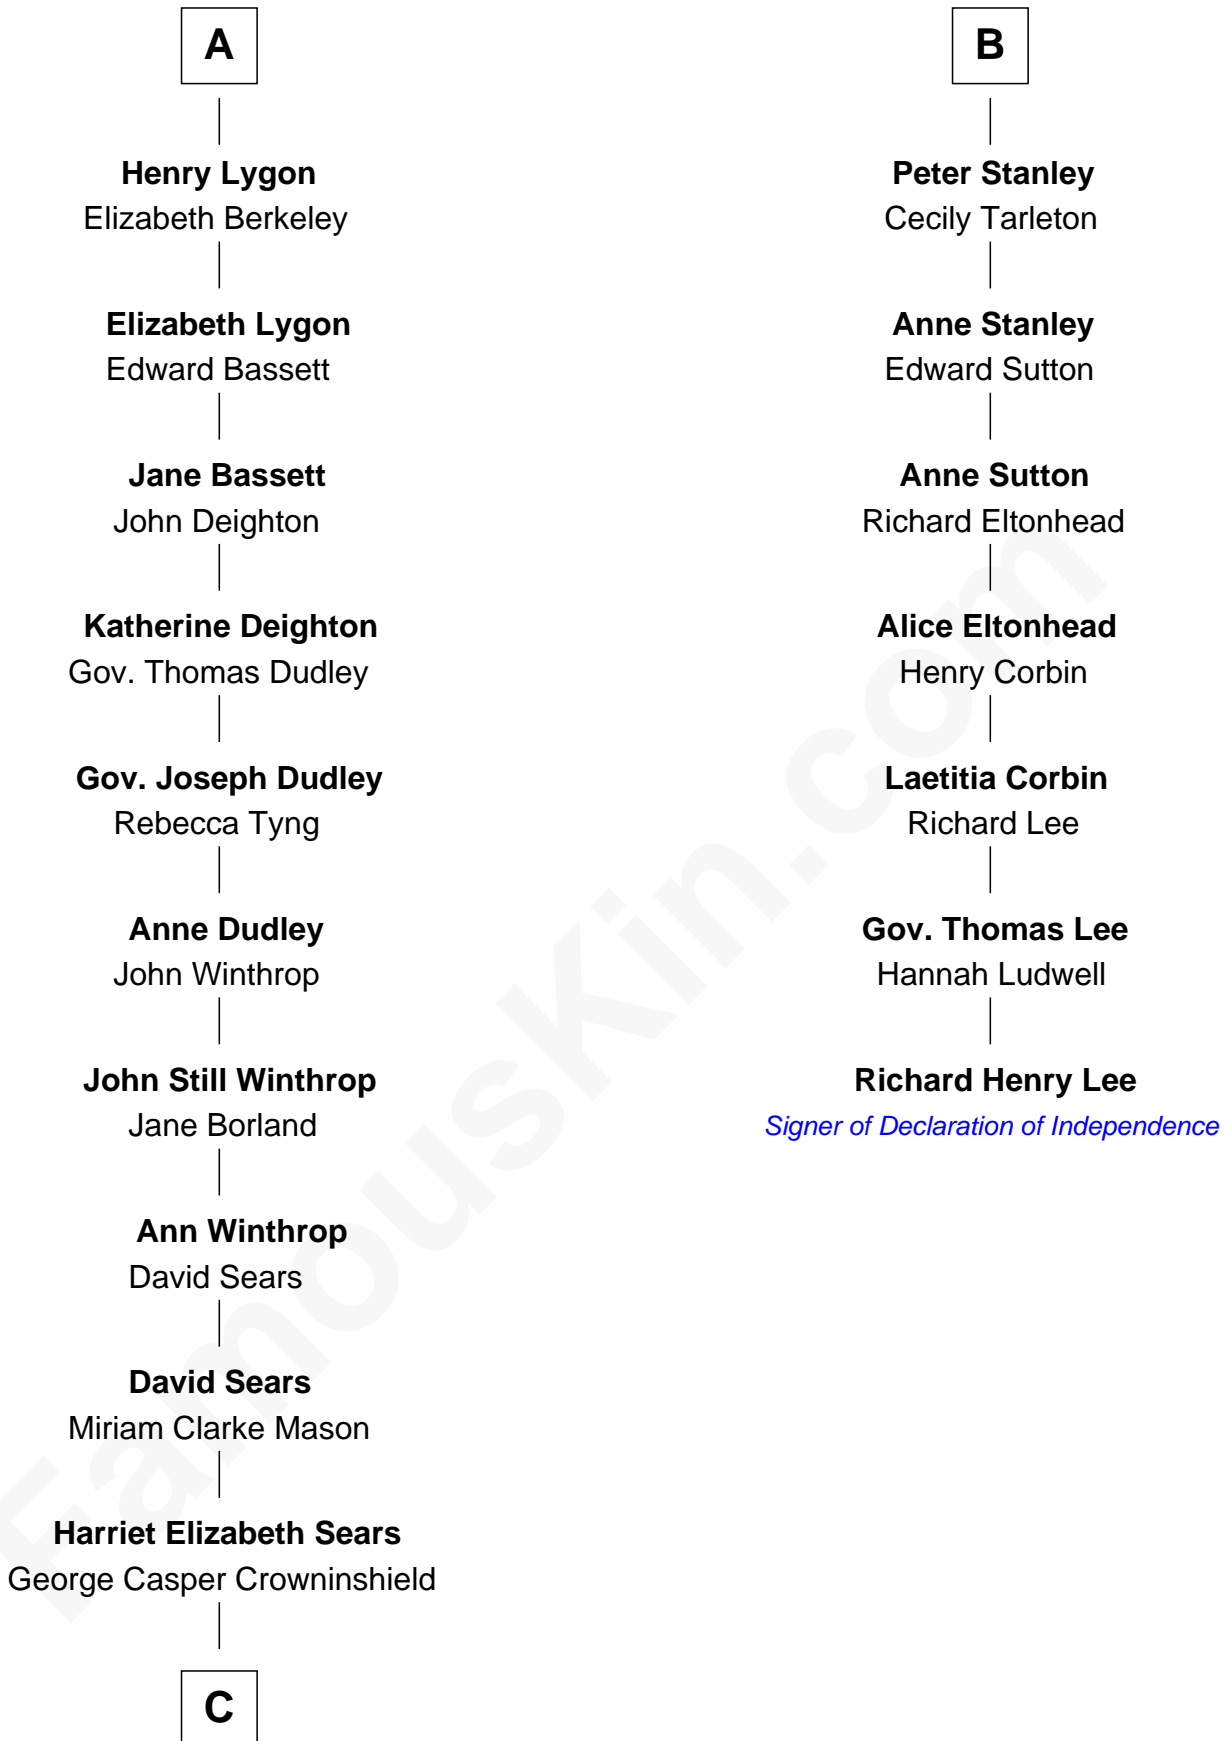 A
Henry Lygon
Elizabeth Berkeley
Elizabeth Lygon
Edward Bassett
Jane Bassett
John Deighton
Katherine Deighton
Gov. Thomas Dudley
Gov. Joseph Dudley
Rebecca Tyng
Anne Dudley
John Winthrop
John Still Winthrop
Jane Borland
Ann Winthrop
David Sears
David Sears
Miriam Clarke Mason
Harriet Elizabeth Sears
George Casper Crowninshield
C
B
Peter Stanley
Cecily Tarleton
Anne Stanley
Edward Sutton
Anne Sutton
Richard Eltonhead
Alice Eltonhead
Henry Corbin
Laetitia Corbin
Richard Lee
Gov. Thomas Lee
Hannah Ludwell
Richard Henry Lee
Signer of Declaration of Independence
FamousKin.com